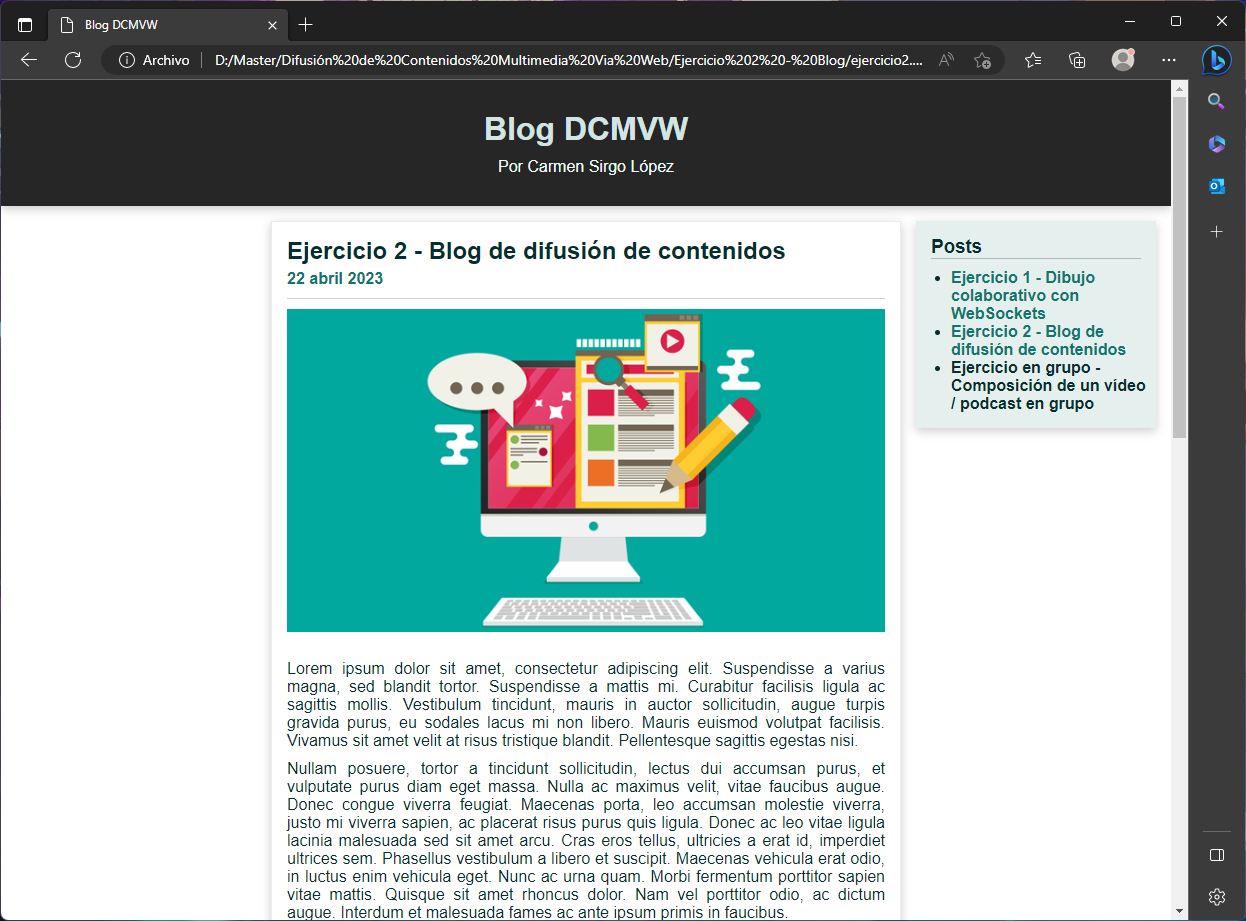 Blog DCMVW
Archivo
D:/Master/Difusión%20de%20Contenidos%20Multimedia%20Via%20Web/Ejercicio%202%20-%20Blog/ejercicio2....
Blog DCMVW
Por Carmen Sirgo López
Ejercicio 2 - Blog de difusión de contenidos
22 abril 2023
Lorem ipsum dolor sit amet, consectetur adipiscing elit. Suspendisse a varius
magna, sed blandit tortor. Suspendisse a mattis mi. Curabitur facilisis ligula ac
sagittis mollis. Vestibulum tincidunt, mauris in auctor sollicitudin, augue turpis
gravida purus, eu sodales lacus mi non libero. Mauris euismod volutpat facilisis.
Vivamus sit amet velit at risus tristique blandit. Pellentesque sagittis egestas nisi.
Nullam posuere, tortor a tincidunt sollicitudin, lectus dui accumsan purus, et
vulputate purus diam eget massa. Nulla ac maximus velit, vitae faucibus augue.
Donec congue viverra feugiat. Maecenas porta, leo accumsan molestie viverra,
justo mi viverra sapien, ac placerat risus purus quis ligula. Donec ac leo vitae ligula
lacinia malesuada sed sit amet arcu. Cras eros tellus, ultricies a erat id, imperdiet
ultrices sem. Phasellus vestibulum a libero et suscipit. Maecenas vehicula erat odio,
in luctus enim vehicula eget. Nunc ac urna quam. Morbi fermentum porttitor sapien
vitae mattis. Quisque sit amet rhoncus dolor. Nam vel porttitor odio, ac dictum
augue. Interdum et malesuada fames ac ante ipsum primis in faucibus.
Posts
Ejercicio 1 - Dibujo
colaborativo con
WebSockets
Ejercicio 2 - Blog de
difusión de contenidos
Ejercicio en grupo -
Composición de un vídeo
/ podcast en grupo